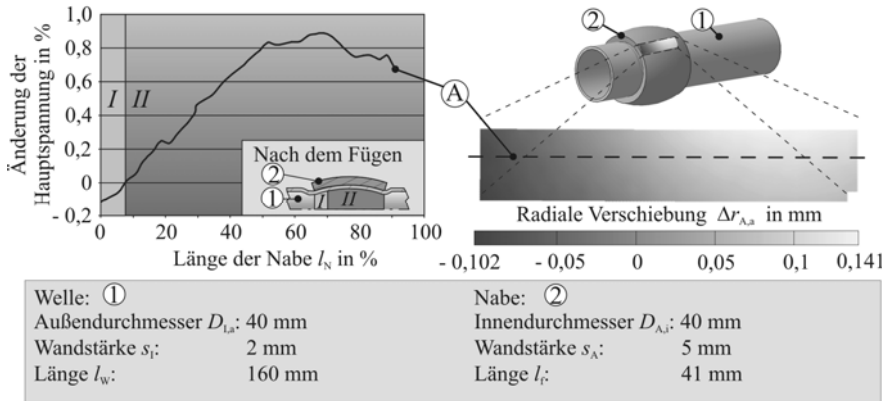 Änderung der
Hauptspannung in %
1,0
0,8
0,6
0,4
0,2
0
- 0,2
I II
Nach dem Fügen
②
①
I II
0 20 40 60 80 100
Länge der Nabe l_N in %
A
② ①
Radiale Verschiebung Δr_A,a in mm
- 0,102 - 0,05 0 0,05 0,1 0,141
Welle: ①
Außendurchmesser D_I,a: 40 mm
Wandstärke s_I: 2 mm
Länge l_W: 160 mm
Nabe: ②
Innendurchmesser D_A,i: 40 mm
Wandstärke s_A: 5 mm
Länge l_f: 41 mm